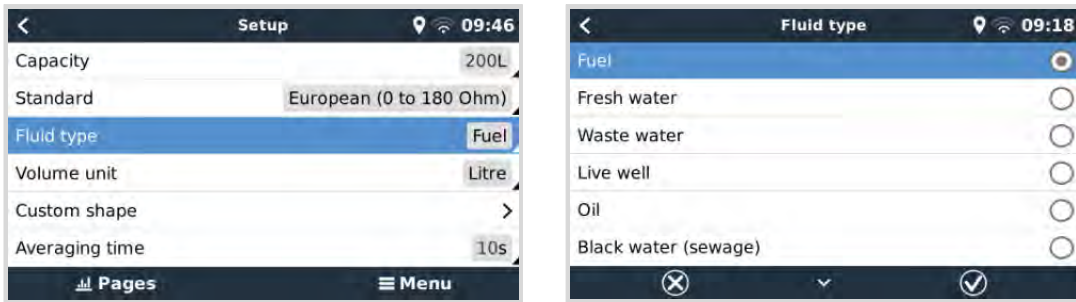 Setup 09:46
Capacity 200L
Standard European (0 to 180 Ohm)
Fluid type Fuel
Volume unit Litre
Custom shape
Averaging time 10s
Pages Menu
Fluid type 09:18
Fuel
Fresh water
Waste water
Live well
Oil
Black water (sewage)